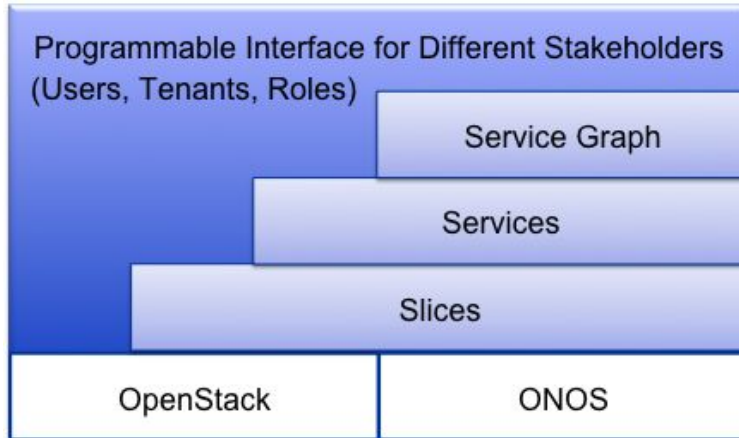 Programmable Interface for Different Stakeholders
(Users, Tenants, Roles)
Service Graph
Services
Slices
OpenStack
ONOS